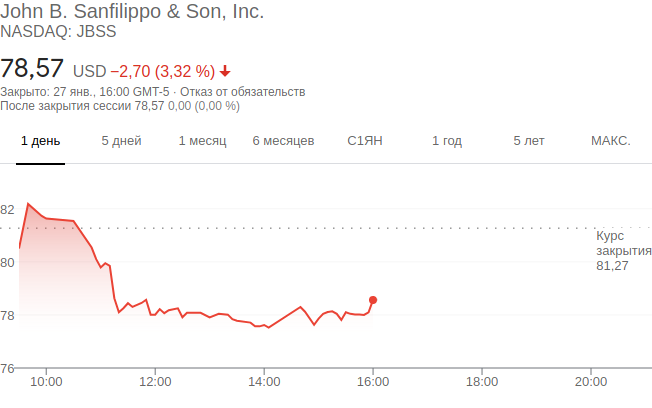 John B. Sanfilippo & Son, Inc.
NASDAQ: JBSS
78,57 USD −2,70 (3,32 %)
Закрыто: 27 янв., 16:00 GMT-5 · Отказ от обязательств
После закрытия сессии 78,57 0,00 (0,00 %)
1 день 5 дней 1 месяц 6 месяцев С1ЯН 1 год 5 лет МАКС.
82
Курс
закрытия
81,27
80
78
76
10:00 12:00 14:00 16:00 18:00 20:00